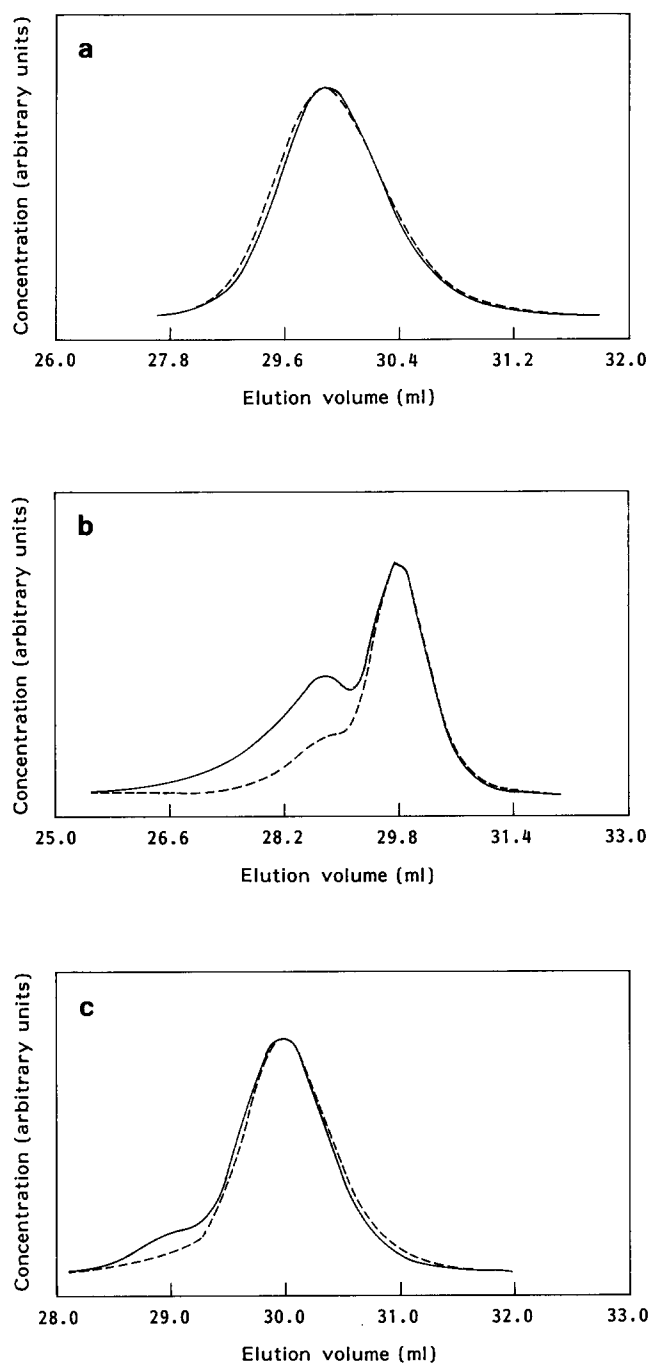 a
Concentration (arbitrary units)
26.0 27.8 29.6 30.4 31.2 32.0
Elution volume (ml)
b
Concentration (arbitrary units)
25.0 26.6 28.2 29.8 31.4 33.0
Elution volume (ml)
c
Concentration (arbitrary units)
28.0 29.0 30.0 31.0 32.0 33.0
Elution volume (ml)